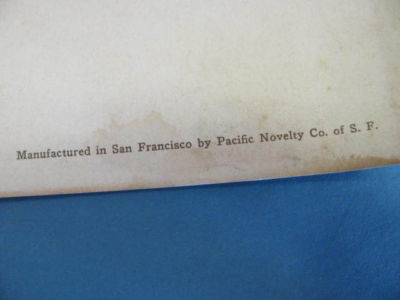 Manufactured in San Francisco by Pacific Novelty Co. of S. F.